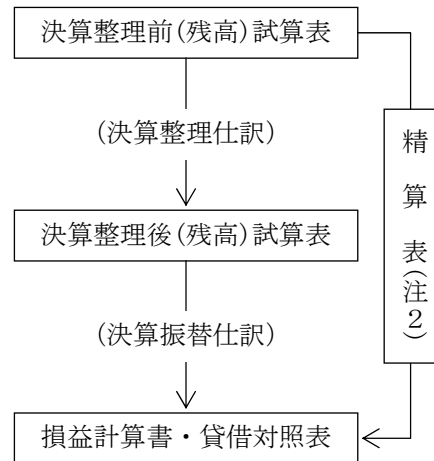 決算整理前(残高)試算表
(決算整理仕訳)
決算整理後(残高)試算表
(決算振替仕訳)
損益計算書・貸借対照表
精算表(注2)